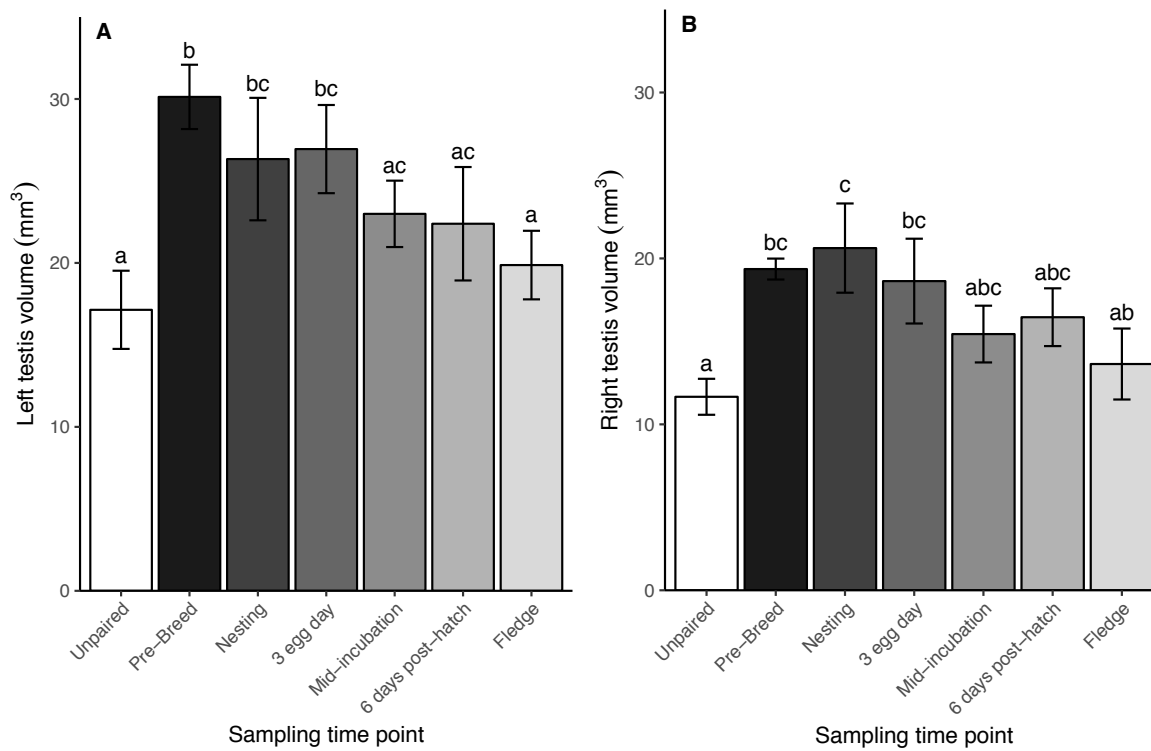 A
Left testis volume (mm³)
30
20
10
0
a
b
bc
bc
ac
ac
a
Unpaired
Pre−Breed
Nesting
3 egg day
Mid−incubation
6 days post−hatch
Fledge
Sampling time point
B
Right testis volume (mm³)
30
20
10
0
a
bc
c
bc
abc
abc
ab
Unpaired
Pre−Breed
Nesting
3 egg day
Mid−incubation
6 days post−hatch
Fledge
Sampling time point